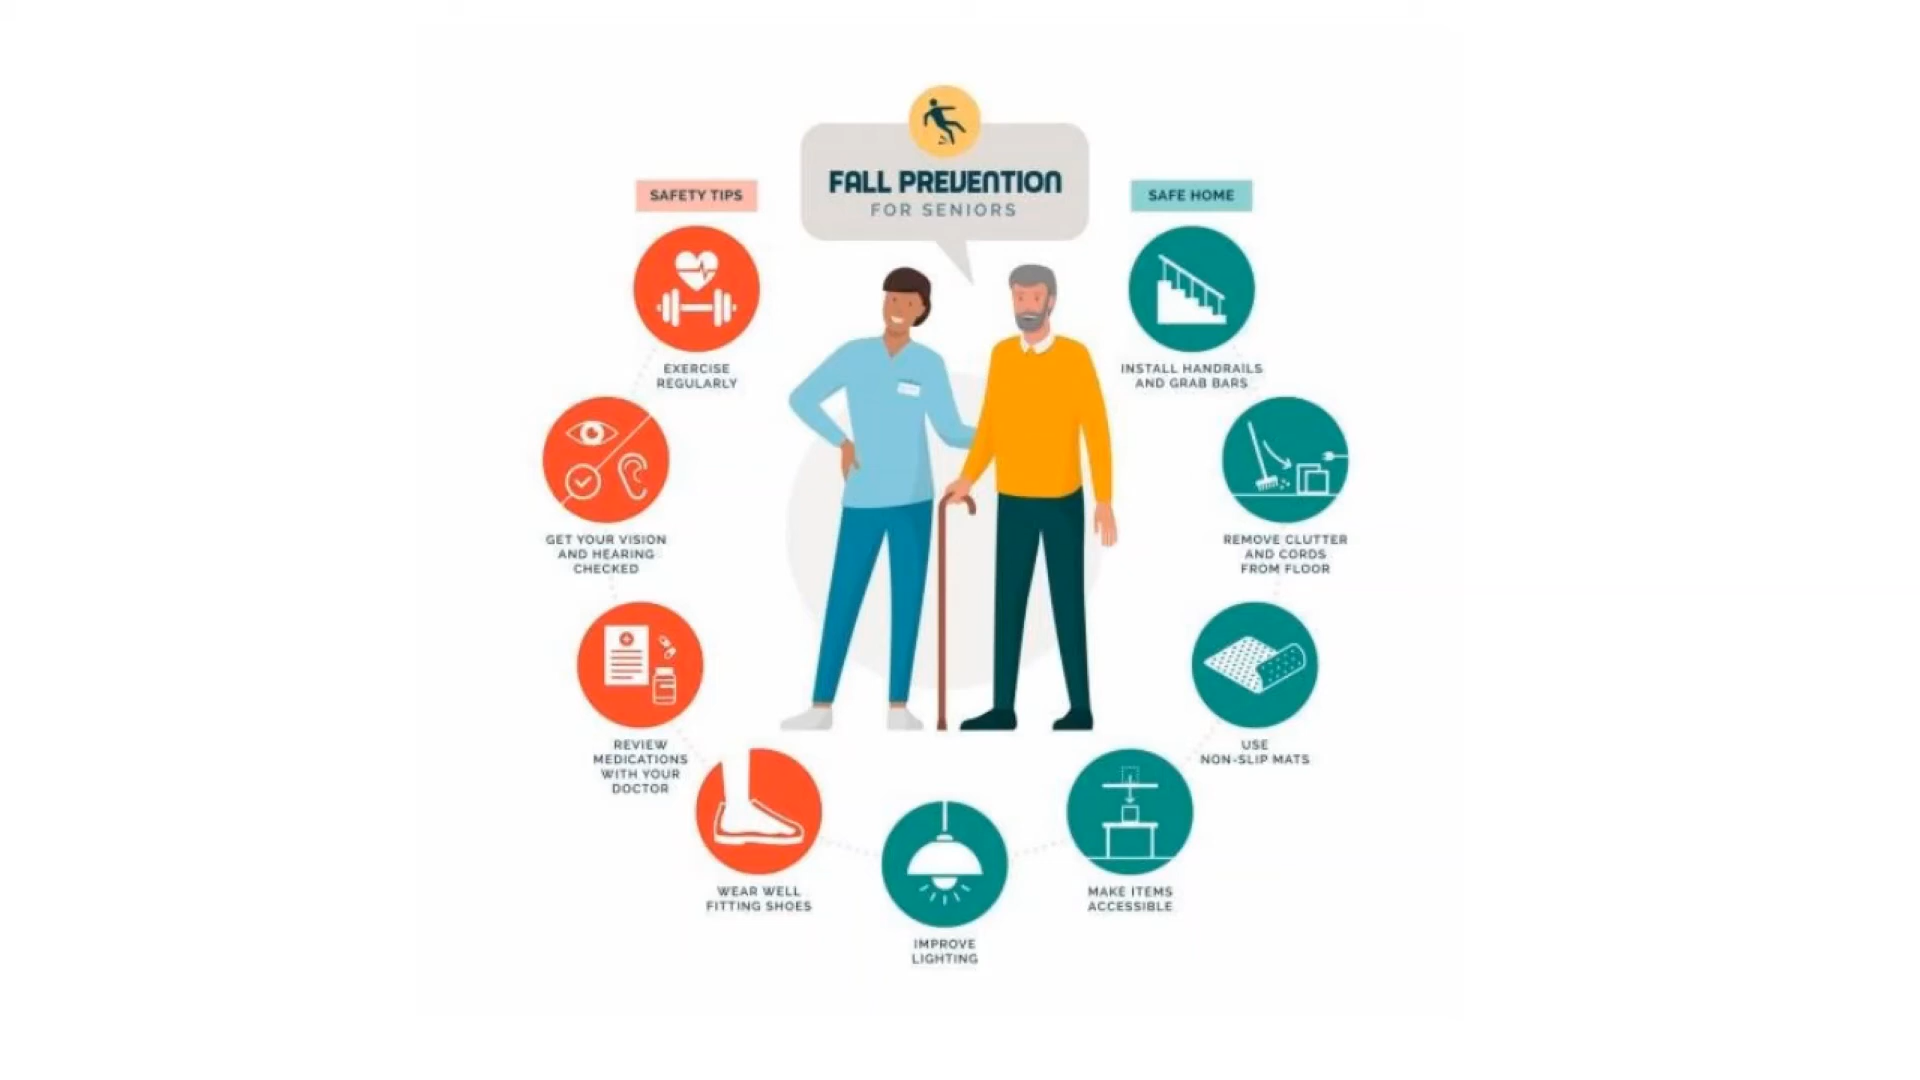 FALL PREVENTION
FOR SENIORS
SAFETY TIPS
EXERCISE
REGULARLY
GET YOUR VISION
AND HEARING
CHECKED
REVIEW
MEDICATIONS
WITH YOUR
DOCTOR
WEAR WELL
FITTING SHOES
SAFE HOME
INSTALL HANDRAILS
AND GRAB BARS
REMOVE CLUTTER
AND CORDS
FROM FLOOR
USE
NON-SLIP MATS
MAKE ITEMS
ACCESSIBLE
IMPROVE
LIGHTING